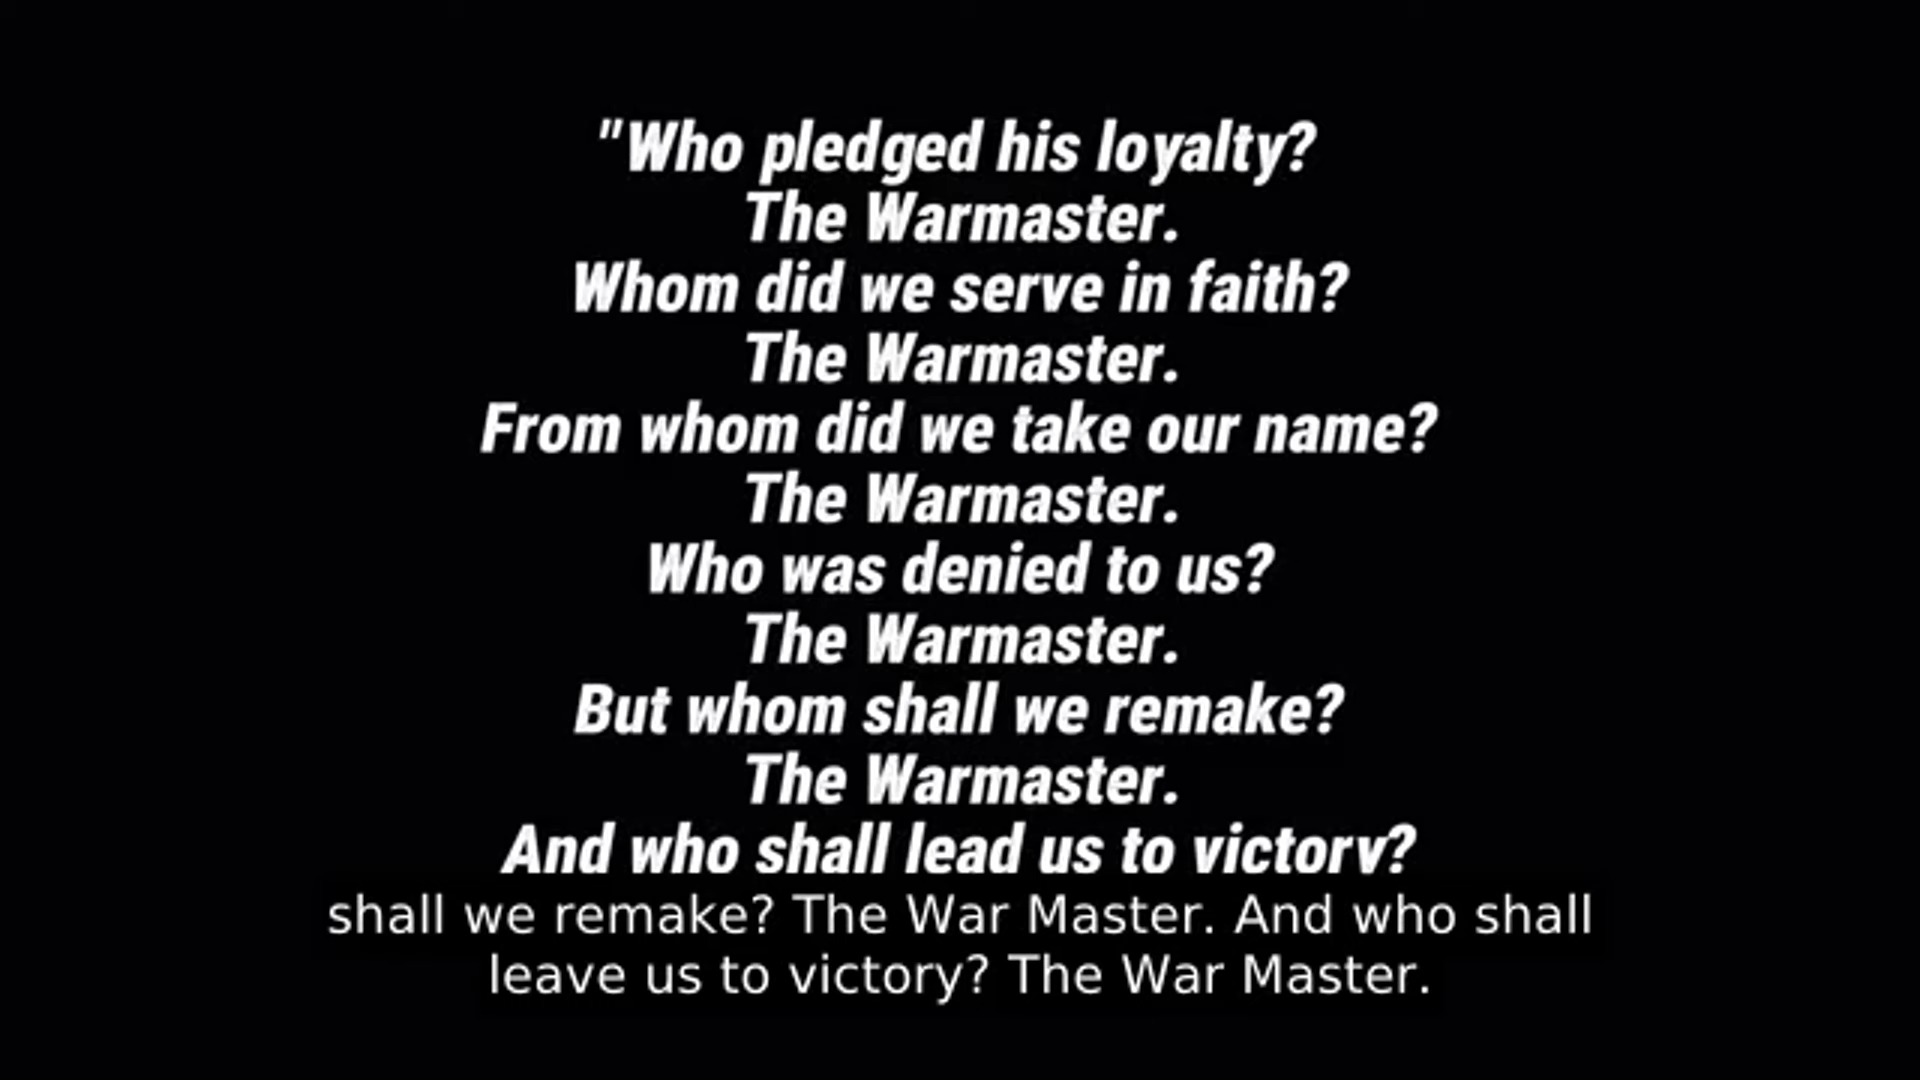 "Who pledged his loyalty?
The Warmaster.
Whom did we serve in faith?
The Warmaster.
From whom did we take our name?
The Warmaster.
Who was denied to us?
The Warmaster.
But whom shall we remake?
The Warmaster.
And who shall lead us to victory?
shall we remake? The War Master. And who shall
leave us to victory? The War Master.